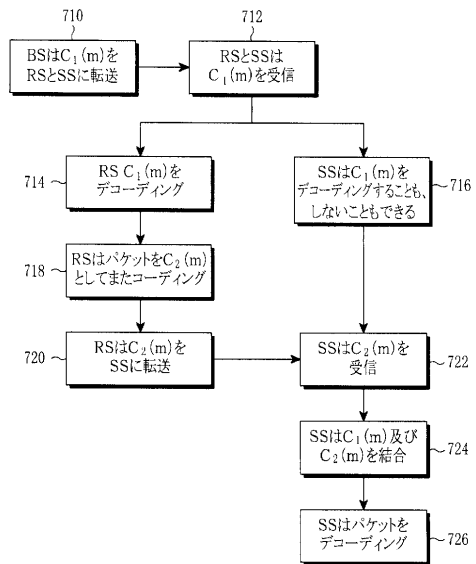 710
BSはC₁(m)を
RSとSSに転送
712
RSとSSは
C₁(m)を受信
714
RS C₁(m)を
デコーディング
716
SSはC₁(m)を
デコーディングすることも、
しないこともできる
718
RSはパケットをC₂(m)
としてまたコーディング
720
RSはC₂(m)を
SSに転送
722
SSはC₂(m)を
受信
724
SSはC₁(m)及び
C₂(m)を結合
726
SSはパケットを
デコーディング